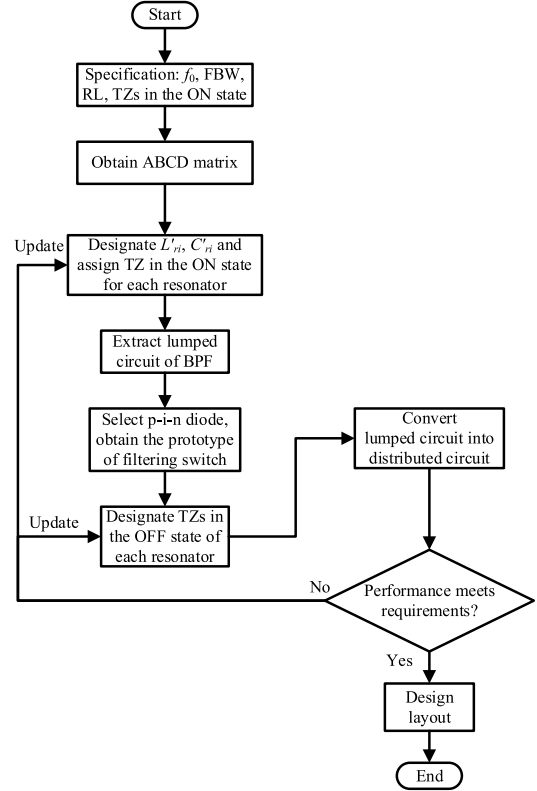 Start
Specification: f0, FBW,
RL, TZs in the ON state
Obtain ABCD matrix
Update
Designate L′ri, C′ri and
assign TZ in the ON state
for each resonator
Extract lumped
circuit of BPF
Select p-i-n diode,
obtain the prototype
of filtering switch
Update
Designate TZs in
the OFF state of
each resonator
Convert
lumped circuit into
distributed circuit
No
Performance meets
requirements?
Yes
Design
layout
End